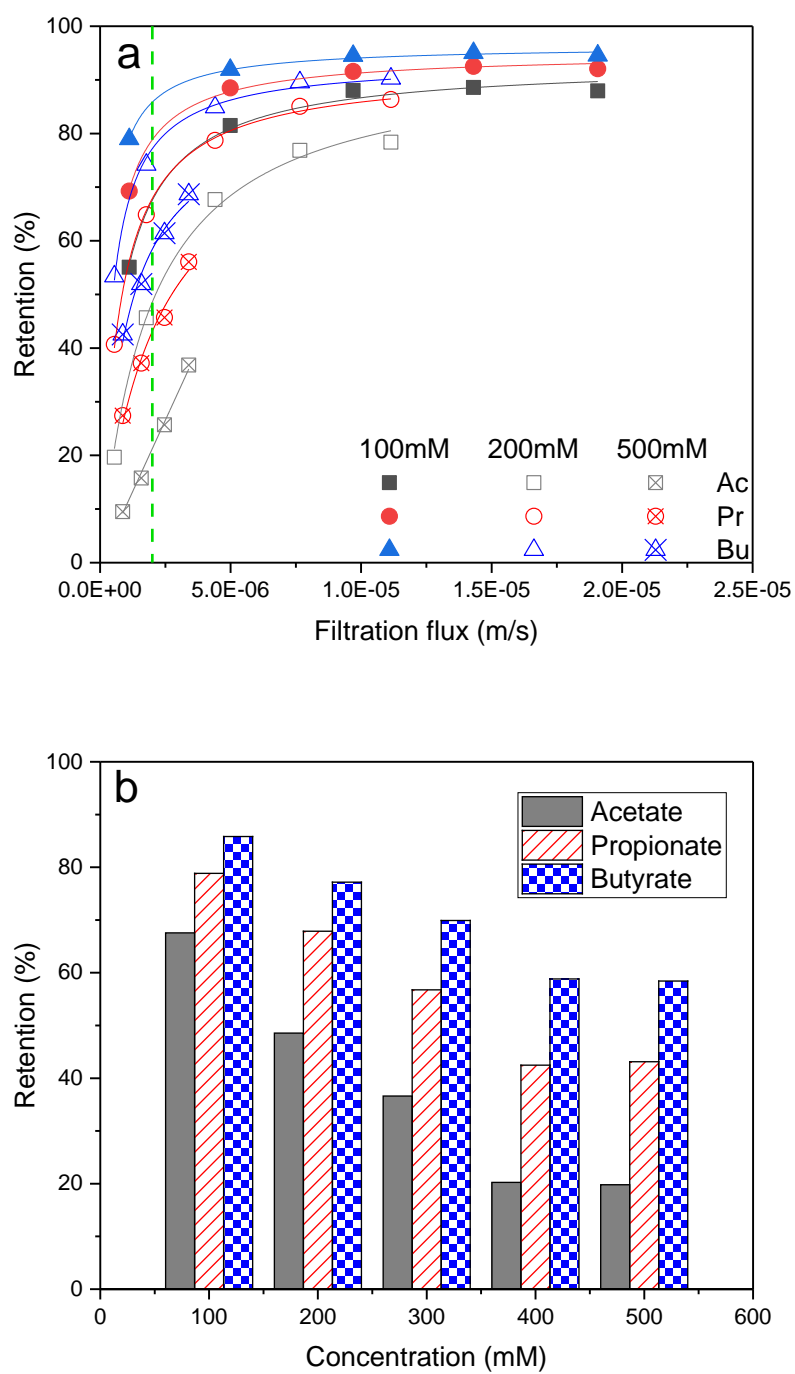 a
100
80
60
40
20
0
Retention (%)
100mM 200mM 500mM
Ac
Pr
Bu
0.0E+00 5.0E-06 1.0E-05 1.5E-05 2.0E-05 2.5E-05
Filtration flux (m/s)
b
100
80
60
40
20
0
Retention (%)
Acetate
Propionate
Butyrate
0 100 200 300 400 500 600
Concentration (mM)